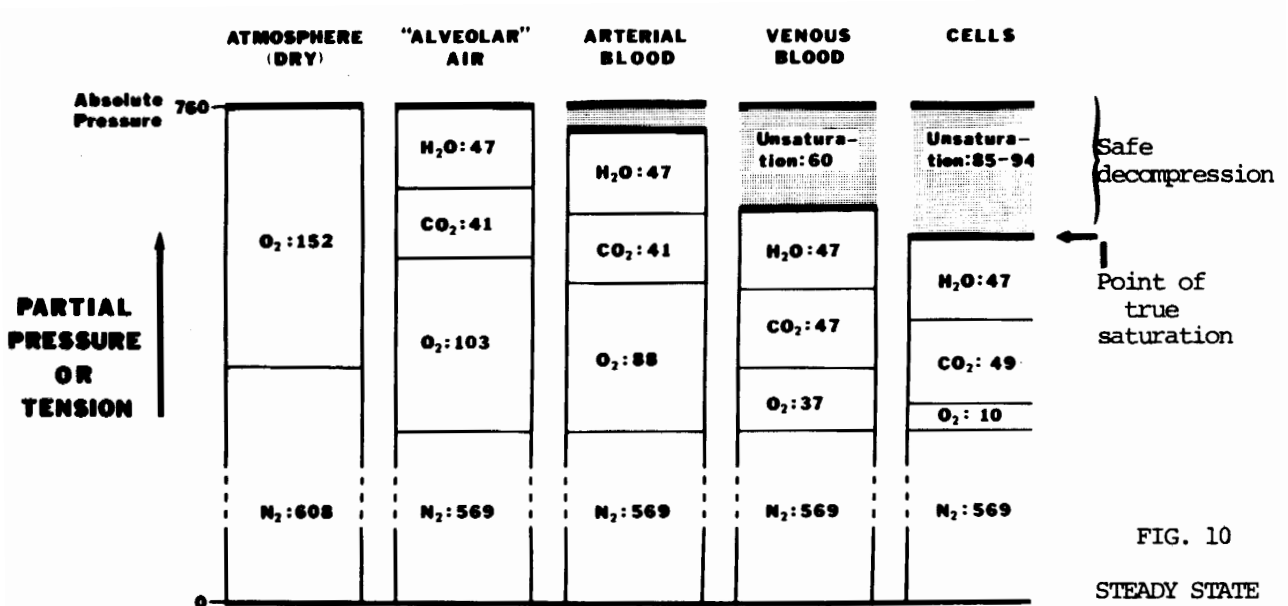 ATMOSPHERE
(DRY)
"ALVEOLAR"
AIR
ARTERIAL
BLOOD
VENOUS
BLOOD
CELLS
Absolute
Pressure
760
H₂O:47
CO₂:41
O₂:152
O₂:103
N₂:608
N₂:569
H₂O:47
CO₂:41
O₂:88
N₂:569
Unsatura-
tion:60
H₂O:47
CO₂:47
O₂:37
N₂:569
Unsatura-
tion:85-94
H₂O:47
CO₂: 49
O₂: 10
N₂:569
Safe
decompression
Point of
true
saturation
PARTIAL
PRESSURE
OR
TENSION
0
FIG. 10
STEADY STATE